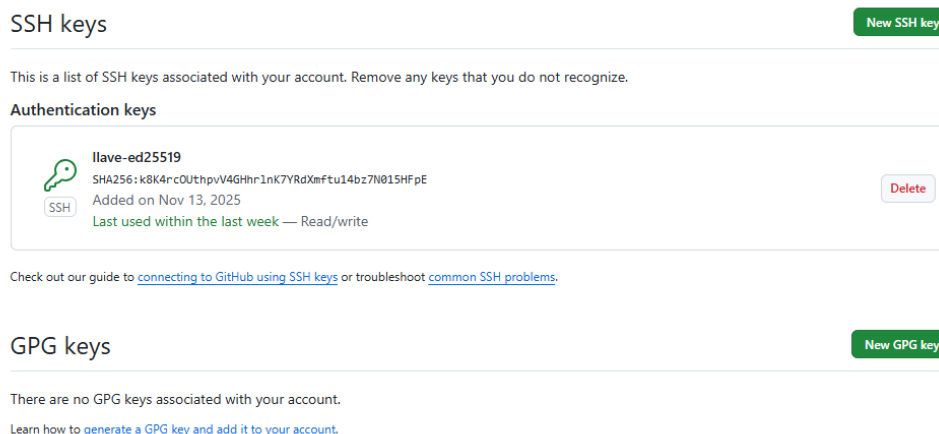 SSH keys
New SSH key
This is a list of SSH keys associated with your account. Remove any keys that you do not recognize.
Authentication keys
llave-ed25519
SHA256:k8K4rcOUthpvV4GHhrlnK7YRdXmftu14bz7N015HFpE
SSH
Added on Nov 13, 2025
Last used within the last week — Read/write
Delete
Check out our guide to connecting to GitHub using SSH keys or troubleshoot common SSH problems.
GPG keys
New GPG key
There are no GPG keys associated with your account.
Learn how to generate a GPG key and add it to your account.